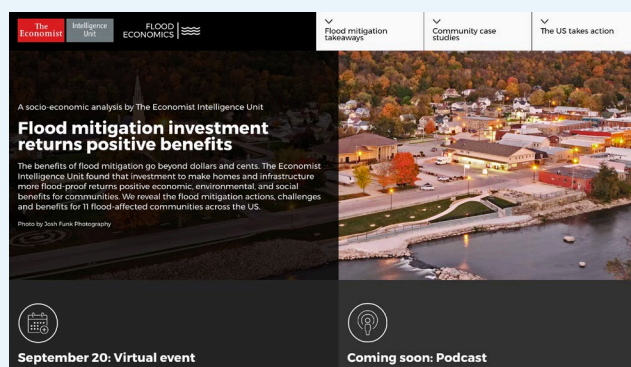 The
Economist
Intelligence
Unit
FLOOD
ECONOMICS
Flood mitigation
takeaways
Community case
studies
The US takes action
A socio-economic analysis by The Economist Intelligence Unit
Flood mitigation investment
returns positive benefits
The benefits of flood mitigation go beyond dollars and cents. The Economist
Intelligence Unit found that investment to make homes and infrastructure
more flood-proof returns positive economic, environmental, and social
benefits for communities. We reveal the flood mitigation actions, challenges
and benefits for 11 flood-affected communities across the US.
Photo by Josh Funk Photography
September 20: Virtual event
Coming soon: Podcast